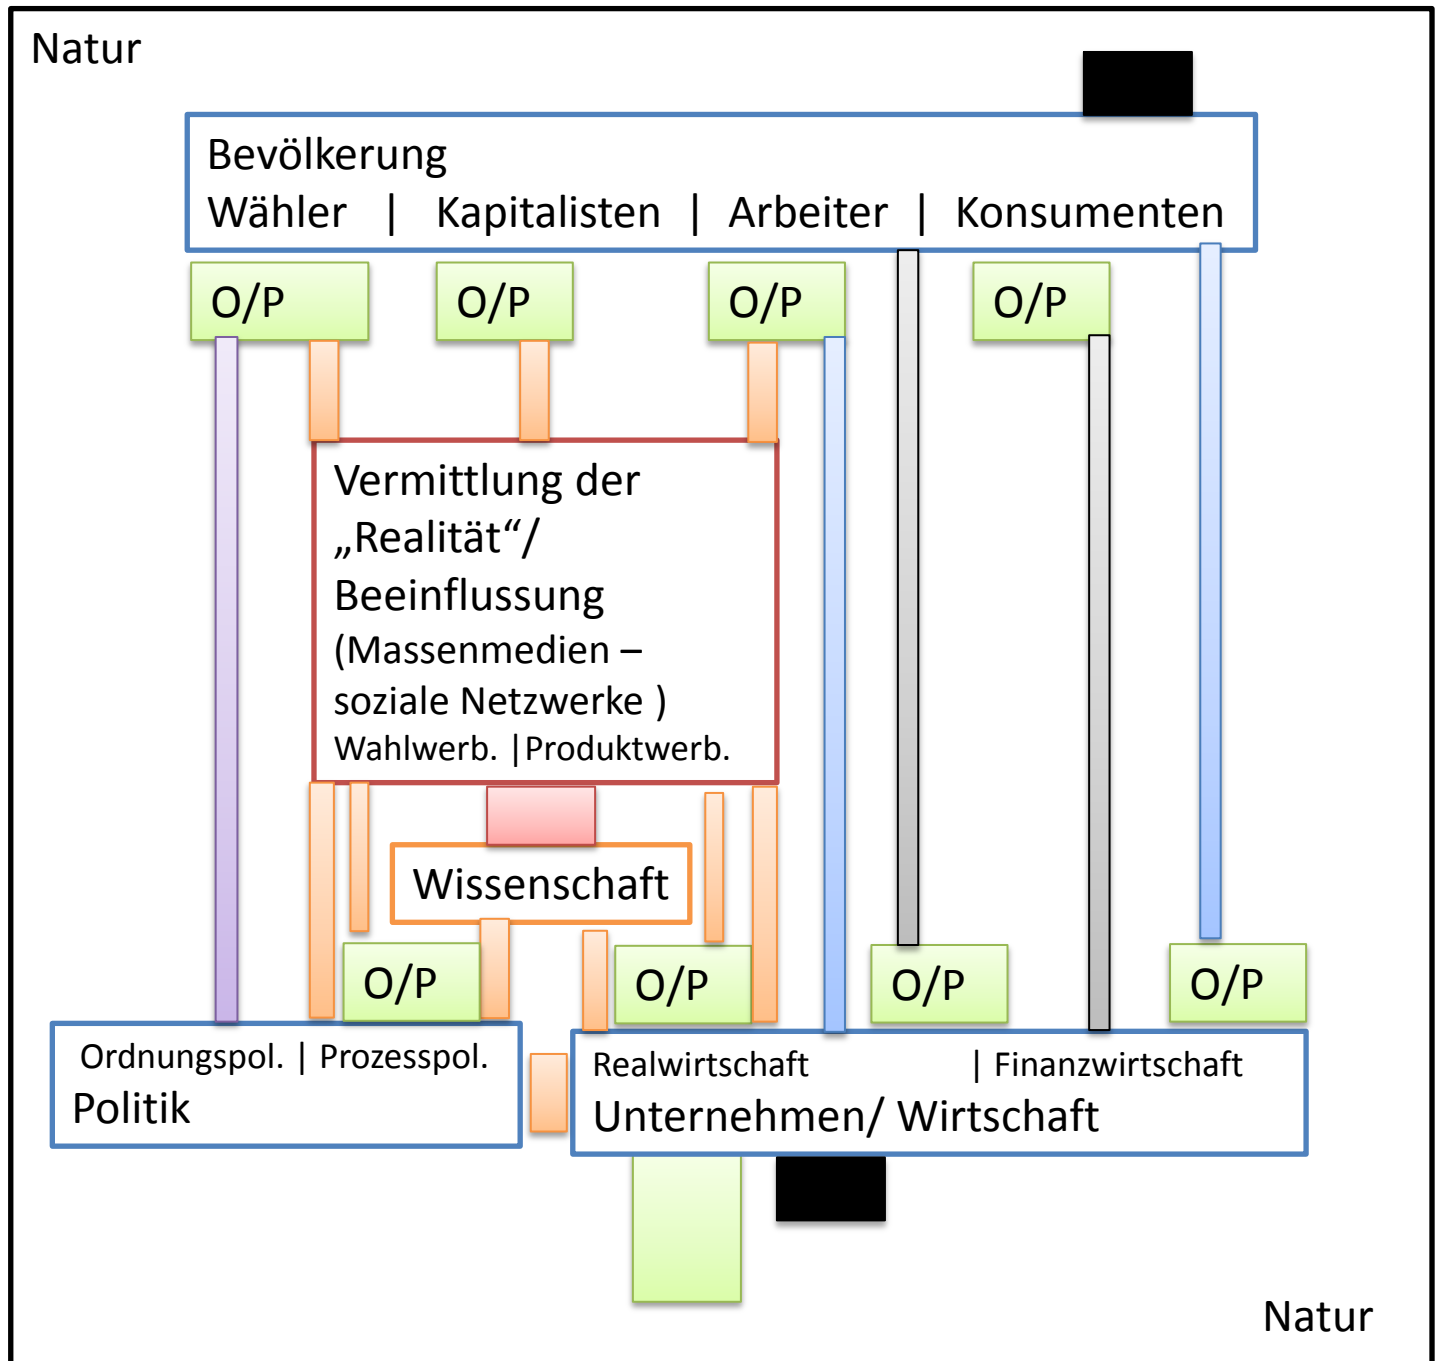 Natur
Bevölkerung
Wähler | Kapitalisten | Arbeiter | Konsumenten
O/P O/P O/P O/P
Vermittlung der
„Realität“/
Beeinflussung
(Massenmedien –
soziale Netzwerke )
Wahlwerb. |Produktwerb.
Wissenschaft
O/P O/P O/P O/P
Ordnungspol. | Prozesspol.
Politik
Realwirtschaft | Finanzwirtschaft
Unternehmen/ Wirtschaft
Natur